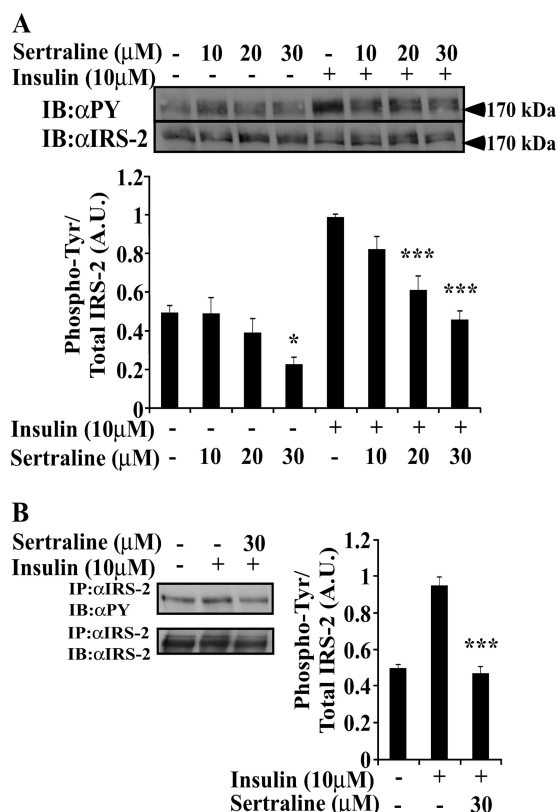 A
Sertraline (μM) - 10 20 30 - 10 20 30
Insulin (10μM) - - - - + + + +
IB:αPY 170 kDa
IB:αIRS-2 170 kDa
Phospho-Tyr/
Total IRS-2 (A.U.)
1.2
1
0.8
0.6
0.4
0.2
0
* *** ***
Insulin (10μM) - - - - + + + +
Sertraline (μM) - 10 20 30 - 10 20 30
B
Sertraline (μM) - - 30
Insulin (10μM) - + +
IP:αIRS-2
IB:αPY
IP:αIRS-2
IB:αIRS-2
Phospho-Tyr/
Total IRS-2 (A.U.)
1.2
1
0.8
0.6
0.4
0.2
0
***
Insulin (10μM) - + +
Sertraline (μM) - - 30